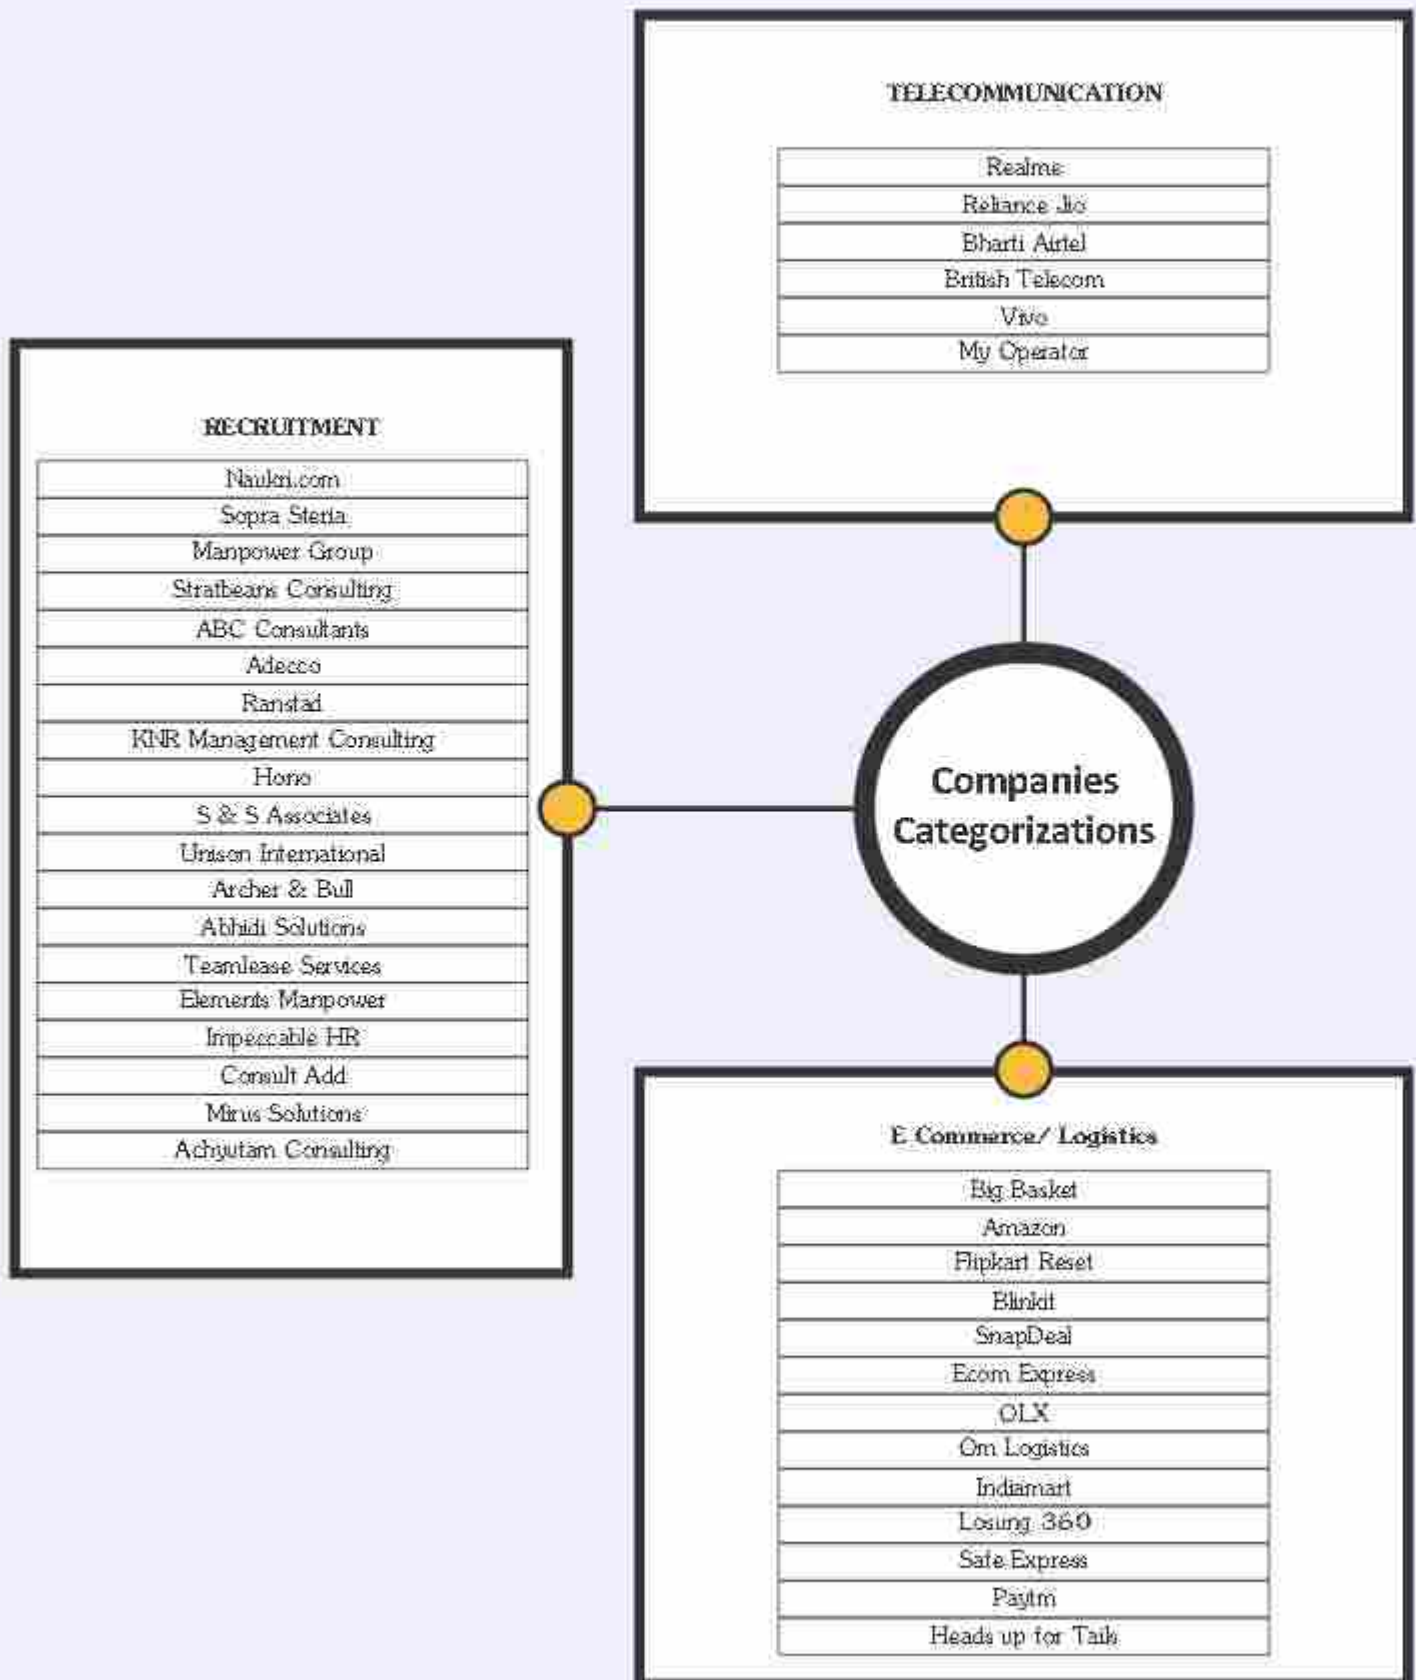 TELECOMMUNICATION
Realme
Reliance Jio
Bharti Airtel
British Telecom
Vivo
My Operator
RECRUITMENT
Naukri.com
Sopra Steria
Manpower Group
Stratbeans Consulting
ABC Consultants
Adecco
Ranstad
KNR Management Consulting
Hono
S & S Associates
Unison International
Archer & Bull
Abhidi Solutions
Teamlease Services
Elements Manpower
Impeccable HR
Consult Add
Mirus Solutions
Achyutam Consulting
Companies
Categorizations
E Commerce/ Logistics
Big Basket
Amazon
Flipkart Reset
Blinkit
SnapDeal
Ecom Express
OLX
Om Logistics
Indiamart
Losung 360
Safe Express
Paytm
Heads up for Tails